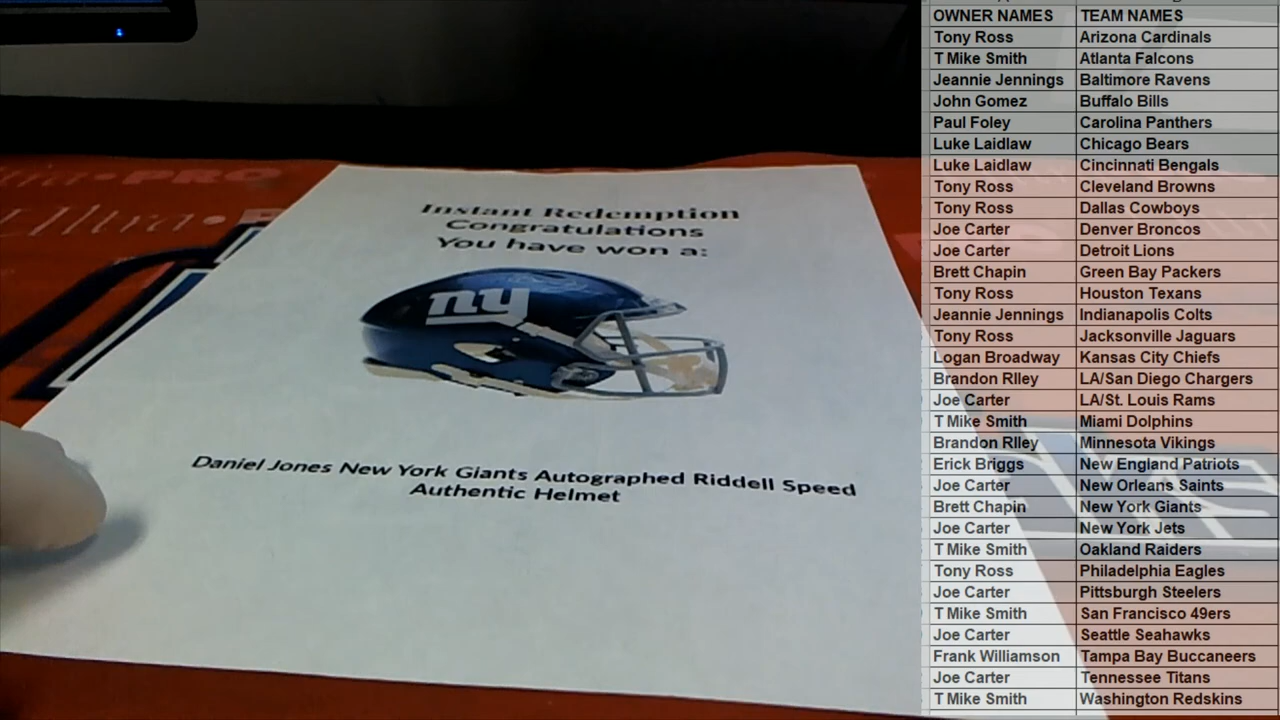 Instant Redemption
Congratulations
You have won a:
ny
Daniel Jones New York Giants Autographed Riddell Speed
Authentic Helmet
PRO
Ultra
OWNER NAMES TEAM NAMES
Tony Ross Arizona Cardinals
T Mike Smith Atlanta Falcons
Jeannie Jennings Baltimore Ravens
John Gomez Buffalo Bills
Paul Foley Carolina Panthers
Luke Laidlaw Chicago Bears
Luke Laidlaw Cincinnati Bengals
Tony Ross Cleveland Browns
Tony Ross Dallas Cowboys
Joe Carter Denver Broncos
Joe Carter Detroit Lions
Brett Chapin Green Bay Packers
Tony Ross Houston Texans
Jeannie Jennings Indianapolis Colts
Tony Ross Jacksonville Jaguars
Logan Broadway Kansas City Chiefs
Brandon RIley LA/San Diego Chargers
Joe Carter LA/St. Louis Rams
T Mike Smith Miami Dolphins
Brandon RIley Minnesota Vikings
Erick Briggs New England Patriots
Joe Carter New Orleans Saints
Brett Chapin New York Giants
Joe Carter New York Jets
T Mike Smith Oakland Raiders
Tony Ross Philadelphia Eagles
Joe Carter Pittsburgh Steelers
T Mike Smith San Francisco 49ers
Joe Carter Seattle Seahawks
Frank Williamson Tampa Bay Buccaneers
Joe Carter Tennessee Titans
T Mike Smith Washington Redskins